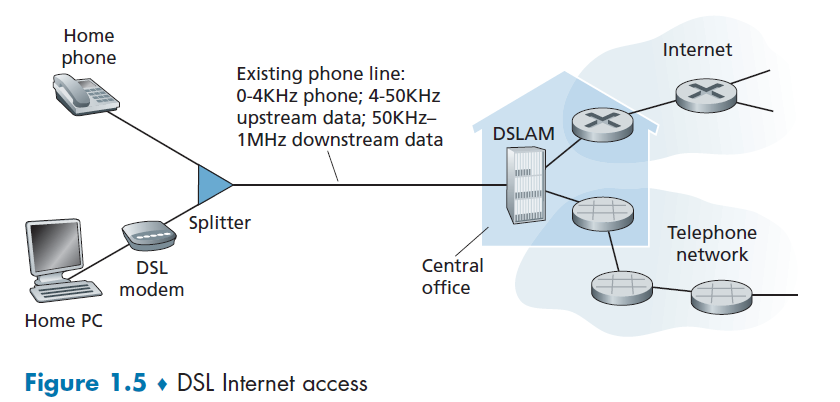 Home
phone
Existing phone line:
0-4KHz phone; 4-50KHz
upstream data; 50KHz–
1MHz downstream data
Internet
DSLAM
Splitter
DSL
modem
Home PC
Central
office
Telephone
network
Figure 1.5 ♦ DSL Internet access